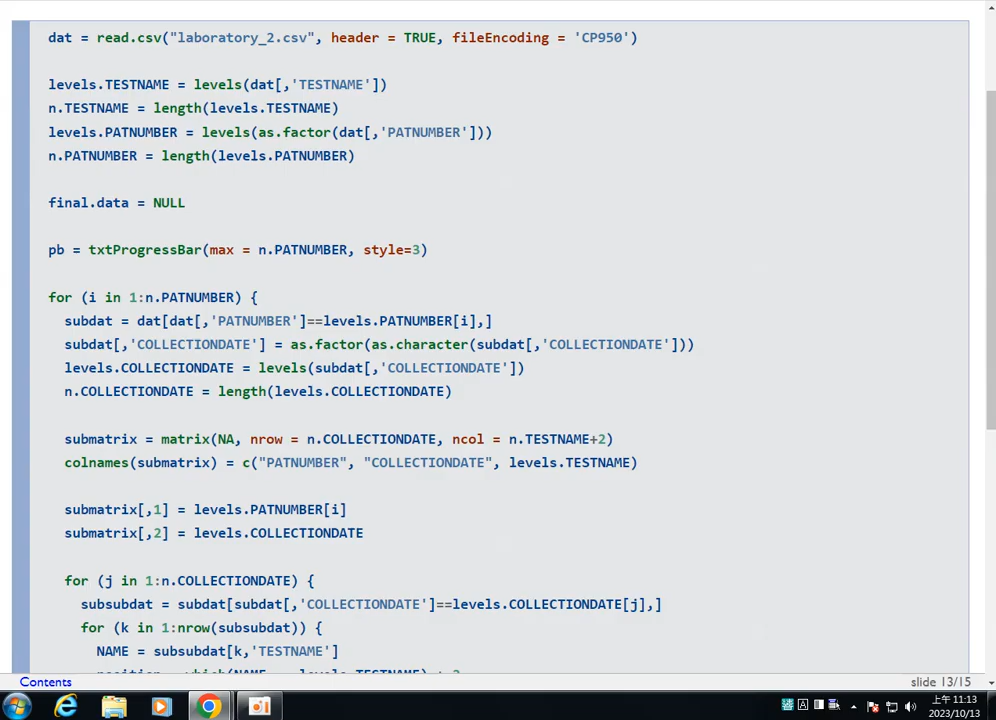 dat = read.csv("laboratory_2.csv", header = TRUE, fileEncoding = 'CP950')
levels.TESTNAME = levels(dat[,'TESTNAME'])
n.TESTNAME = length(levels.TESTNAME)
levels.PATNUMBER = levels(as.factor(dat[,'PATNUMBER']))
n.PATNUMBER = length(levels.PATNUMBER)
final.data = NULL
pb = txtProgressBar(max = n.PATNUMBER, style=3)
for (i in 1:n.PATNUMBER) {
subdat = dat[dat[,'PATNUMBER']==levels.PATNUMBER[i],]
subdat[,'COLLECTIONDATE'] = as.factor(as.character(subdat[,'COLLECTIONDATE']))
levels.COLLECTIONDATE = levels(subdat[,'COLLECTIONDATE'])
n.COLLECTIONDATE = length(levels.COLLECTIONDATE)
submatrix = matrix(NA, nrow = n.COLLECTIONDATE, ncol = n.TESTNAME+2)
colnames(submatrix) = c("PATNUMBER", "COLLECTIONDATE", levels.TESTNAME)
submatrix[,1] = levels.PATNUMBER[i]
submatrix[,2] = levels.COLLECTIONDATE
for (j in 1:n.COLLECTIONDATE) {
subsubdat = subdat[subdat[,'COLLECTIONDATE']==levels.COLLECTIONDATE[j],]
for (k in 1:nrow(subsubdat)) {
NAME = subsubdat[k,'TESTNAME']
Contents
slide 13/15
上午 11:13
2023/10/13